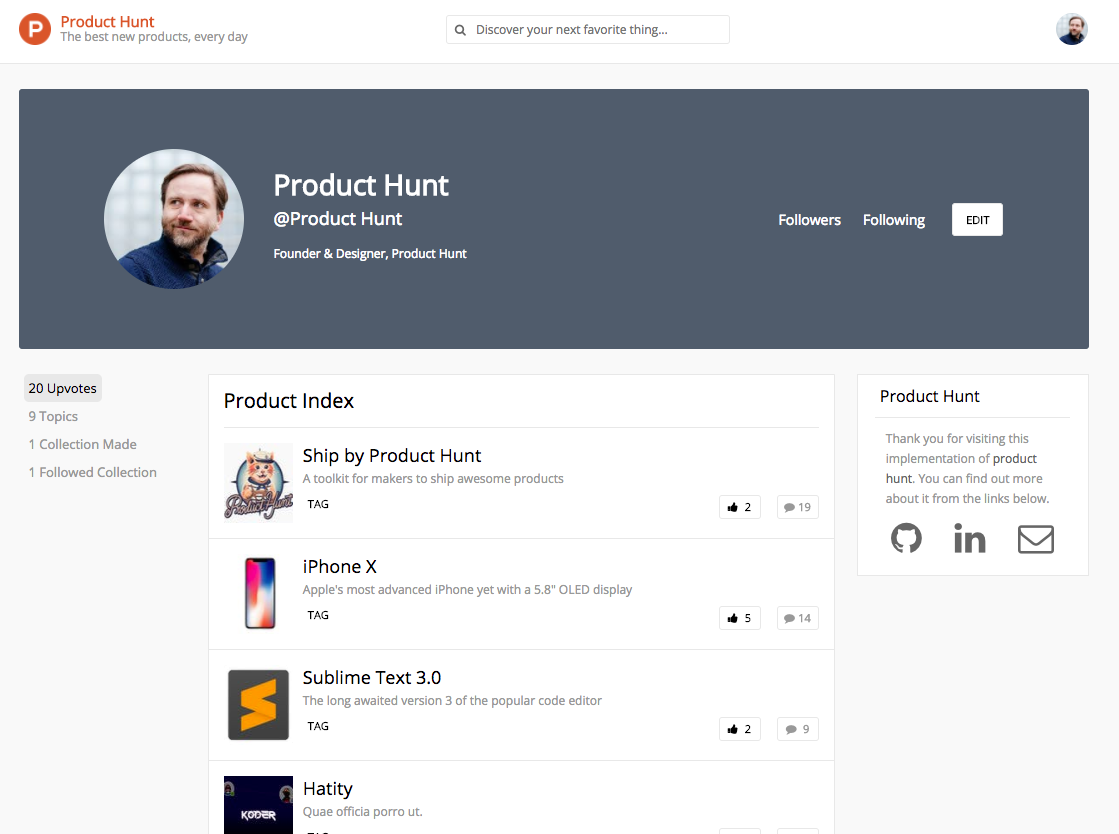 P
Product Hunt
The best new products, every day
Discover your next favorite thing...
Product Hunt
@Product Hunt
Founder & Designer, Product Hunt
Followers
Following
EDIT
20 Upvotes
9 Topics
1 Collection Made
1 Followed Collection
Product Index
Ship by Product Hunt
A toolkit for makers to ship awesome products
TAG
2
19
Product Hunt
iPhone X
Apple's most advanced iPhone yet with a 5.8" OLED display
TAG
5
14
Sublime Text 3.0
The long awaited version 3 of the popular code editor
TAG
2
9
Hatity
Quae officia porro ut.
KODER
Product Hunt
Thank you for visiting this
implementation of product
hunt. You can find out more
about it from the links below.
in